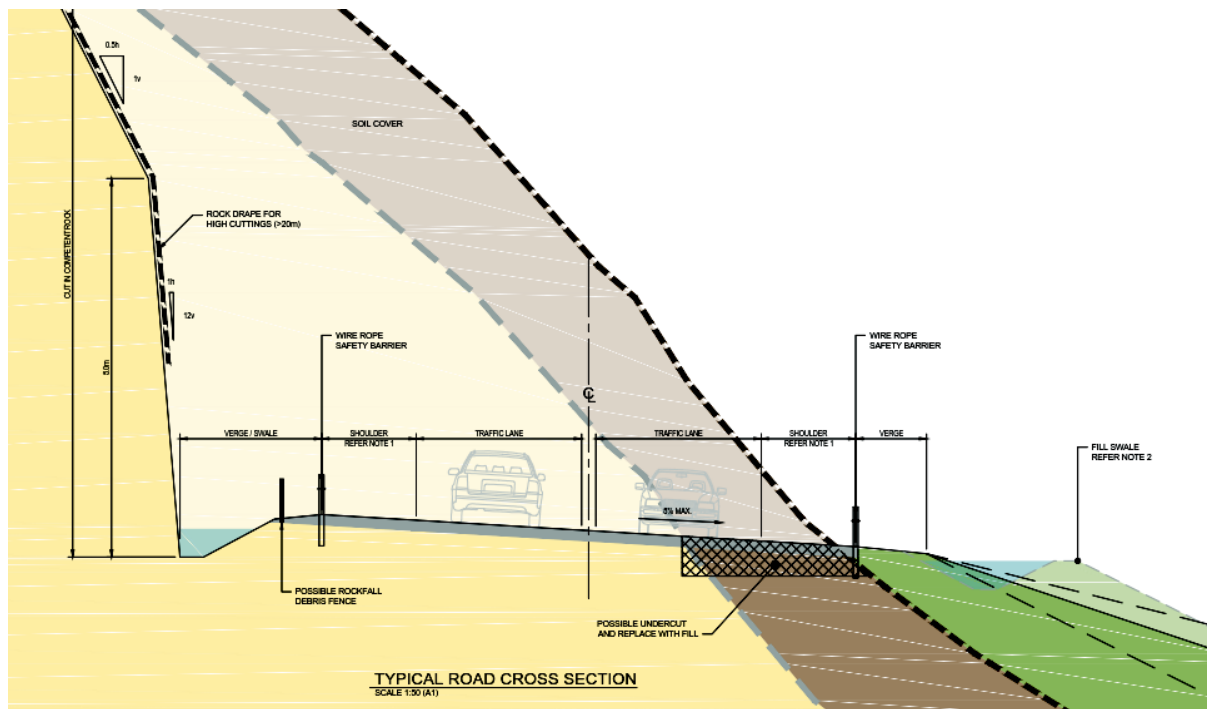 0.5h
1v
SOIL COVER
CUT IN COMPETENT ROCK
ROCK DRAPE FOR
HIGH CUTTINGS (>20m)
1h
12v
WIRE ROPE
SAFETY BARRIER
WIRE ROPE
SAFETY BARRIER
CL
VERGE / SWALE
SHOULDER
REFER NOTE 1
TRAFFIC LANE
TRAFFIC LANE
SHOULDER
REFER NOTE 1
VERGE
FILL SWALE
REFER NOTE 2
MAX.
POSSIBLE ROCKFALL
DEBRIS FENCE
POSSIBLE UNDERCUT
AND REPLACE WITH FILL
TYPICAL ROAD CROSS SECTION
SCALE 1:50 (A1)